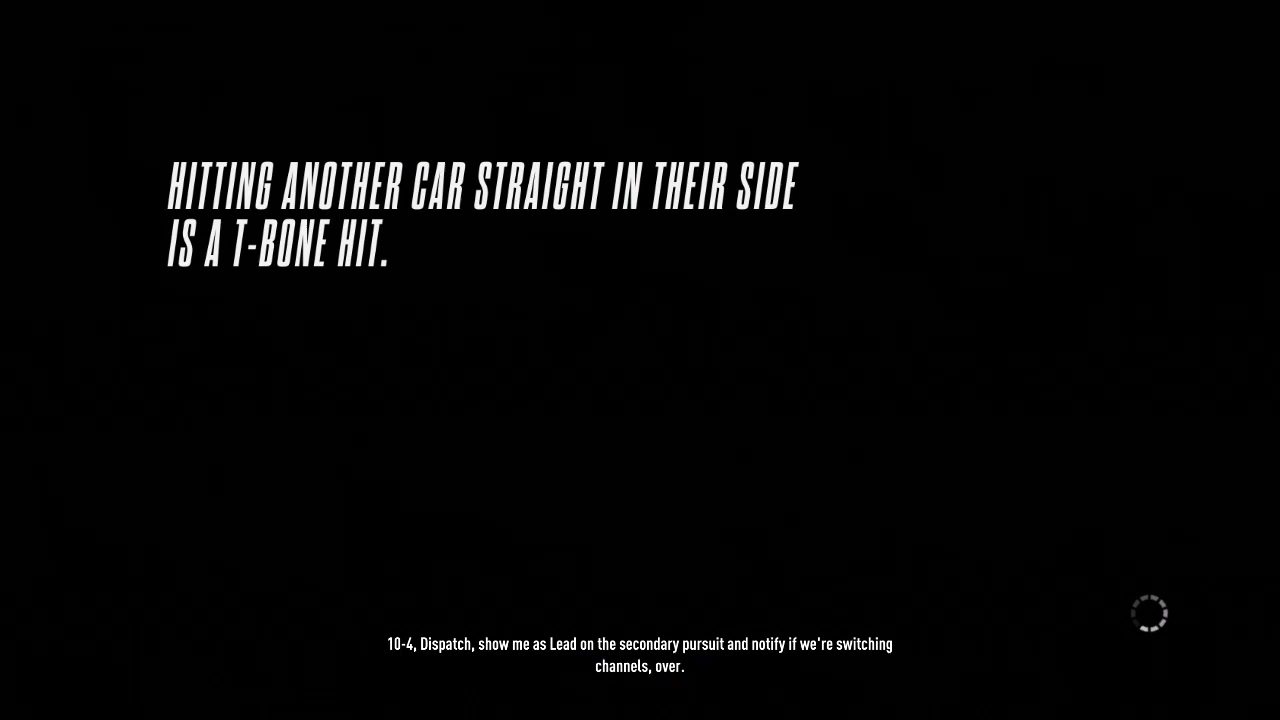 HITTING ANOTHER CAR STRAIGHT IN THEIR SIDE
IS A T-BONE HIT.
10-4, Dispatch, show me as Lead on the secondary pursuit and notify if we're switching
channels, over.